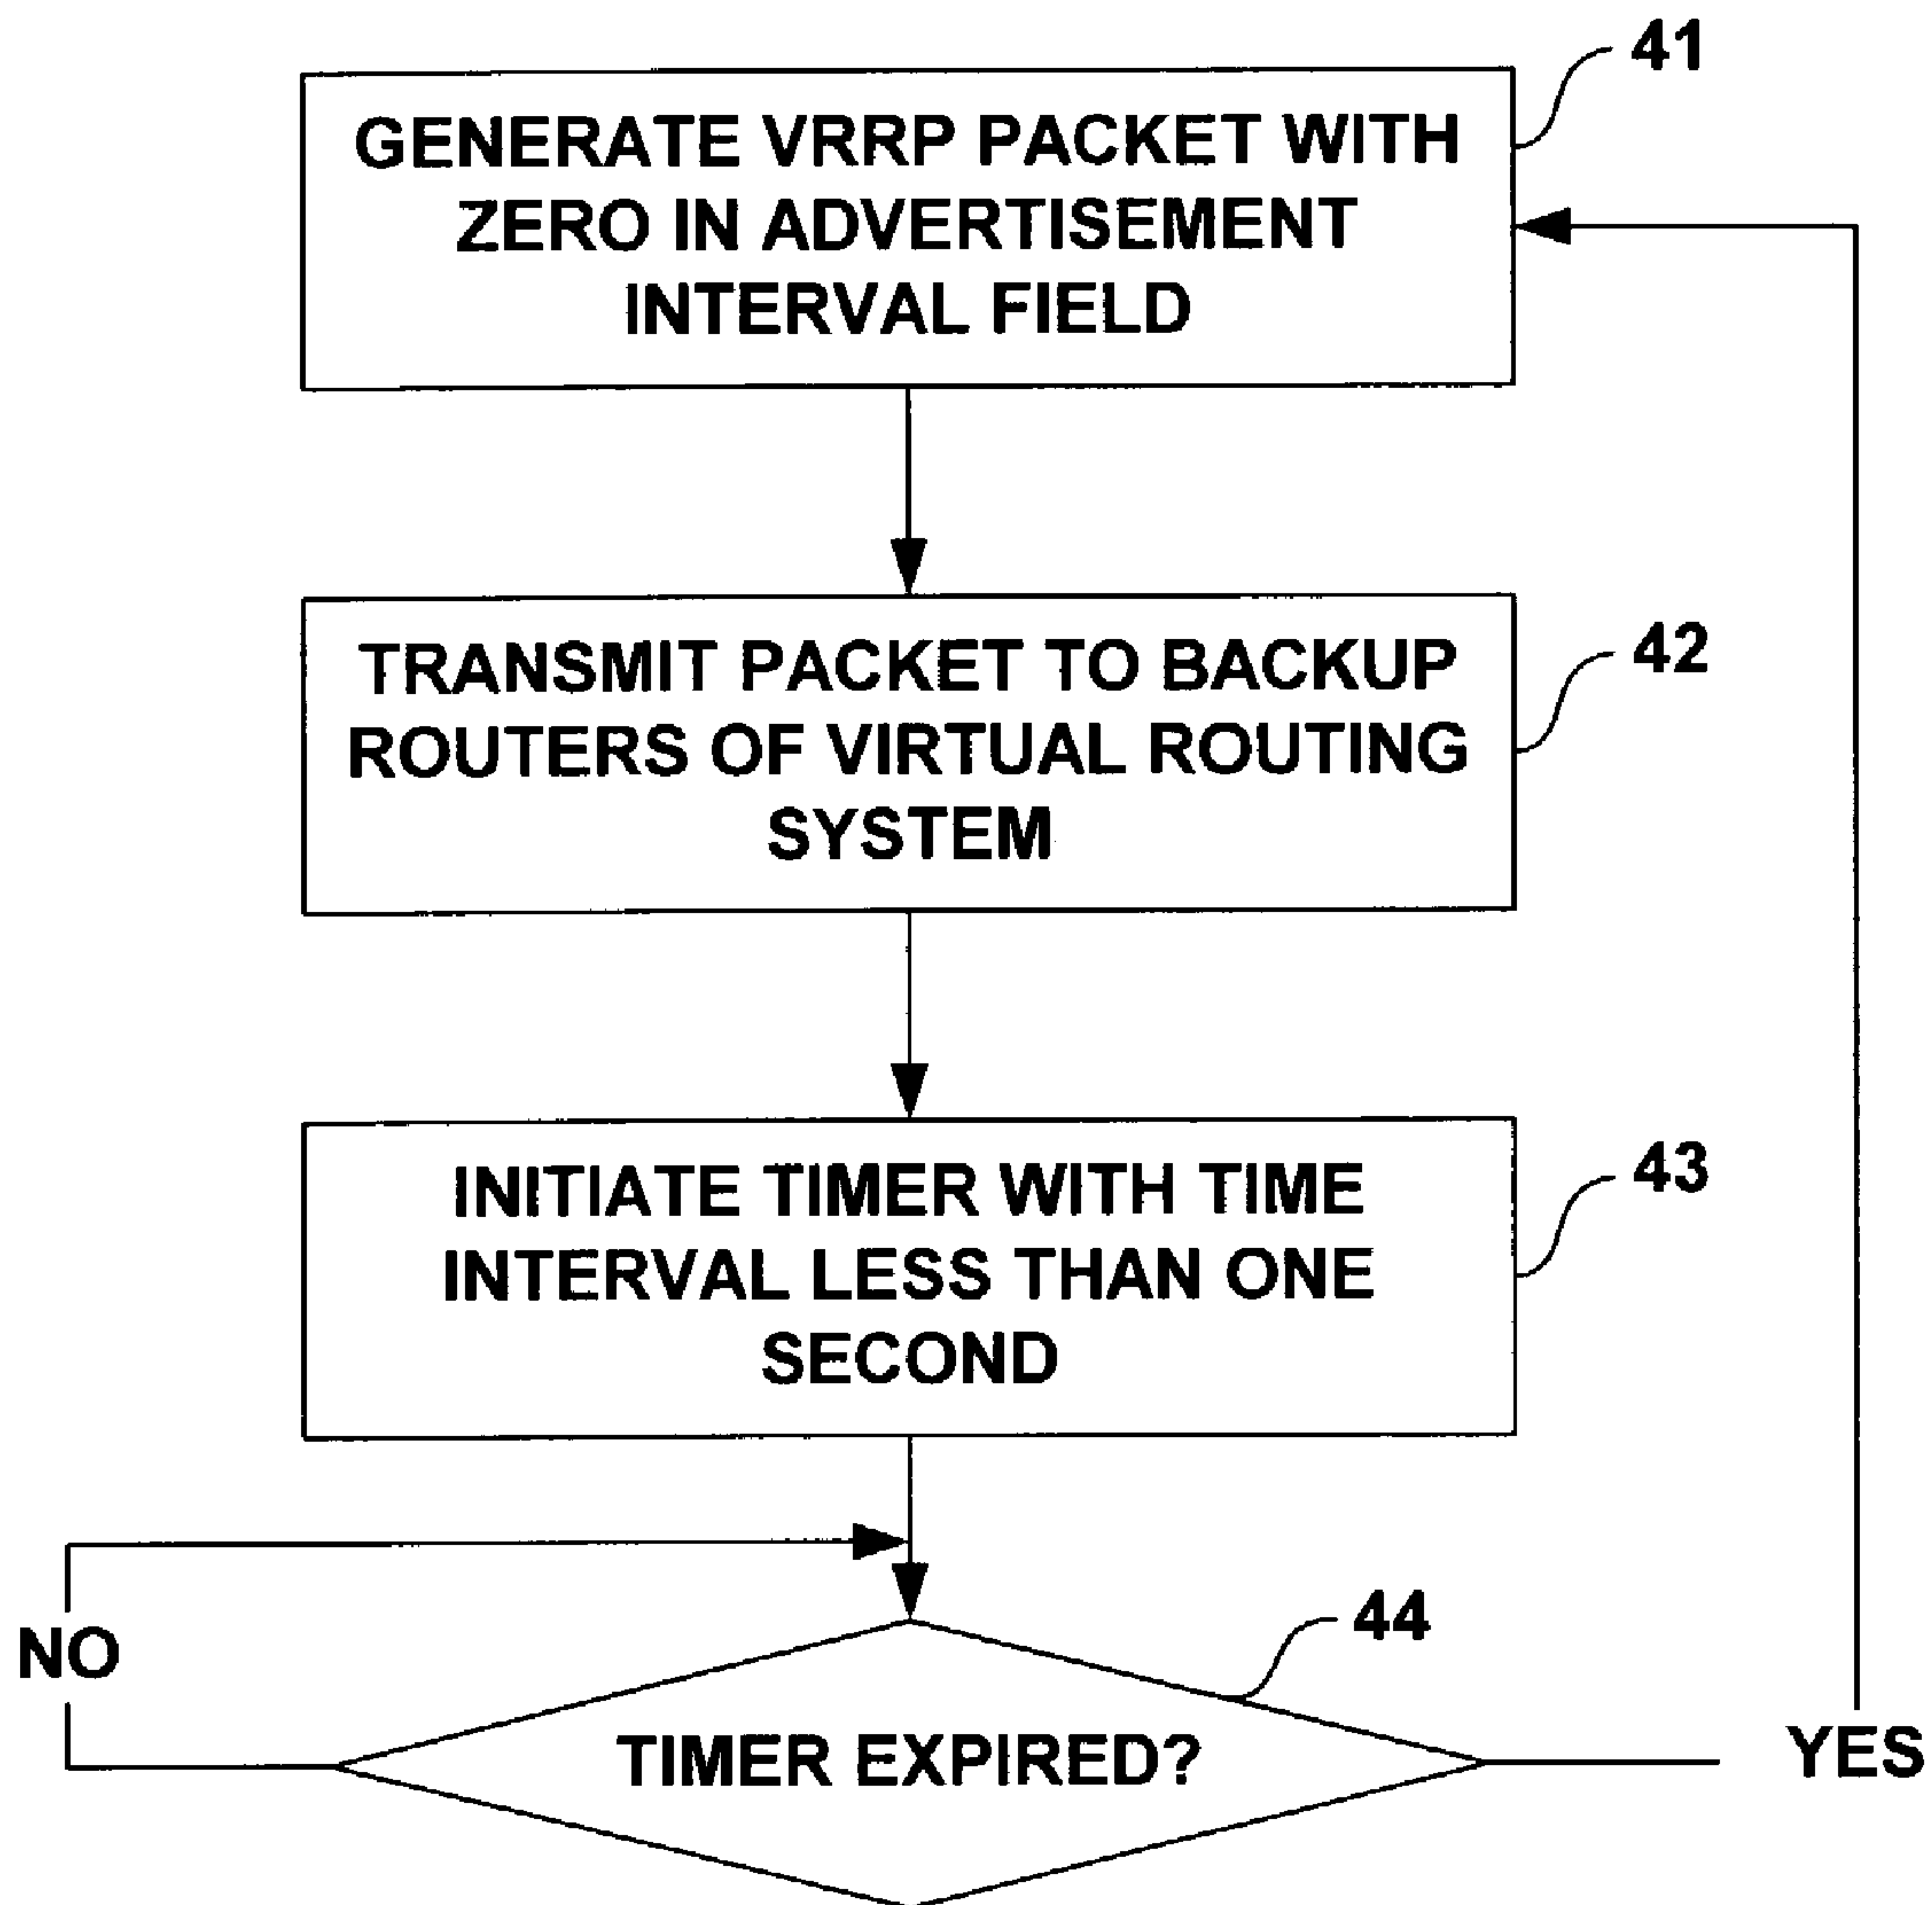 41
GENERATE VRRP PACKET WITH
ZERO IN ADVERTISEMENT
INTERVAL FIELD
42
TRANSMIT PACKET TO BACKUP
ROUTERS OF VIRTUAL ROUTING
SYSTEM
43
INITIATE TIMER WITH TIME
INTERVAL LESS THAN ONE
SECOND
44
NO
TIMER EXPIRED?
YES